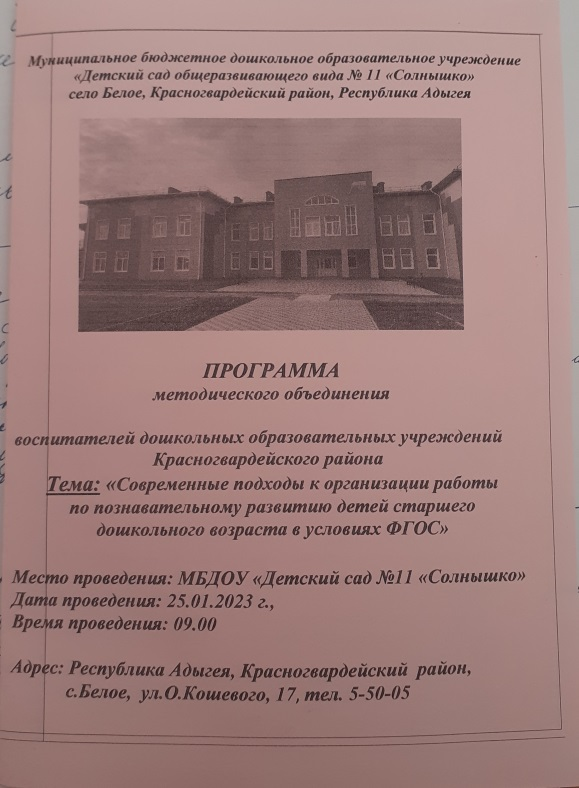 Муниципальное бюджетное дошкольное образовательное учреждение
«Детский сад общеразвивающего вида № 11 «Солнышко»
село Белое, Красногвардейский район, Республика Адыгея
ПРОГРАММА
методического объединения
воспитателей дошкольных образовательных учреждений
Красногвардейского района
Тема: «Современные подходы к организации работы
по познавательному развитию детей старшего
дошкольного возраста в условиях ФГОС»
Место проведения: МБДОУ «Детский сад №11 «Солнышко»
Дата проведения: 25.01.2023 г.,
Время проведения: 09.00
Адрес: Республика Адыгея, Красногвардейский район,
с.Белое, ул.О.Кошевого, 17, тел. 5-50-05